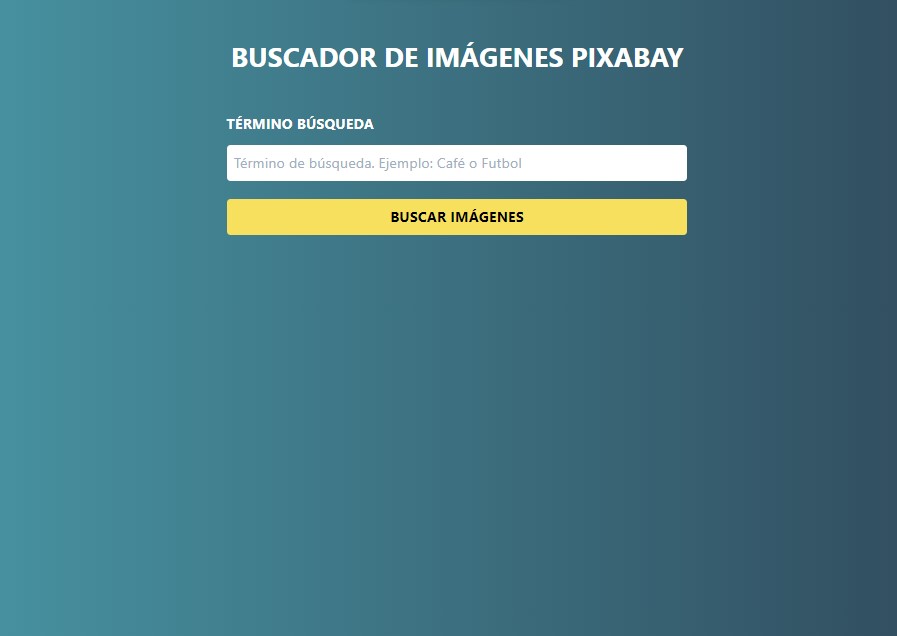 BUSCADOR DE IMÁGENES PIXABAY
TÉRMINO BÚSQUEDA
Término de búsqueda. Ejemplo: Café o Futbol
BUSCAR IMÁGENES